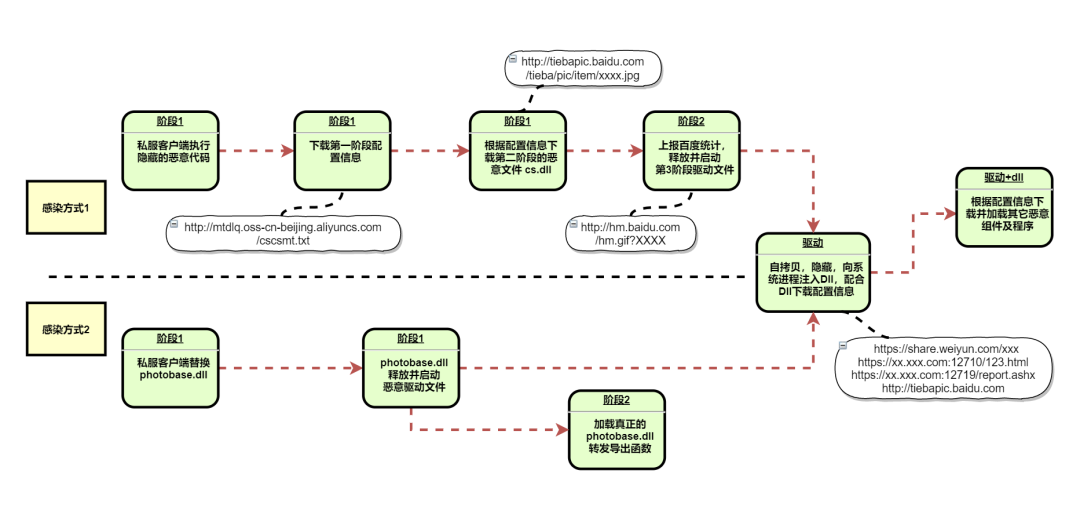 http://tiebapic.baidu.com
/tieba/pic/item/xxxx.jpg
感染方式1
阶段1
私服客户端执行
隐藏的恶意代码
阶段1
下载第一阶段配
置信息
http://mtdlq.oss-cn-beijing.aliyuncs.com
/cscsmt.txt
阶段1
根据配置信息下
载第二阶段的恶
意文件 cs.dll
阶段2
上报百度统计,
释放并启动
第3阶段驱动文件
http://hm.baidu.com
/hm.gif?XXXX
驱动
自拷贝，隐藏，向系
统进程注入Dll，配合
Dll下载配置信息
驱动+dll
根据配置信息下
载并加载其它恶意
组件及程序
https://share.weiyun.com/xxx
https://xx.xxx.com:12710/123.html
https://xx.xxx.com:12719/report.ashx
http://tiebapic.baidu.com
感染方式2
阶段1
私服客户端替换
photobase.dll
阶段1
photobase.dll
释放并启动
恶意驱动文件
阶段2
加载真正的
photobase.dll
转发导出函数